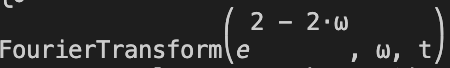 2 - 2·ω
FourierTransform(e , ω, t)